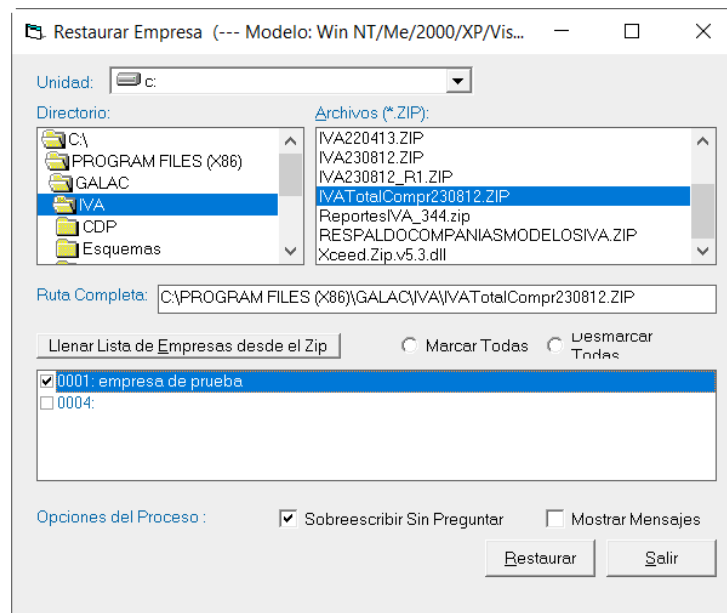 Restaurar Empresa (--- Modelo: Win NT/Me/2000/XP/Vis...
Unidad: c:
Directorio:
C:\
PROGRAM FILES (X86)
GALAC
IVA
CDP
Esquemas
Archivos (*.ZIP):
IVA220413.ZIP
IVA230812.ZIP
IVA230812_R1.ZIP
IVATotalCompr230812.ZIP
ReportesIVA_344.zip
RESPALDOCOMPANIASMODELOSIVA.ZIP
Xceed.Zip.v5.3.dll
Ruta Completa: C:\PROGRAM FILES (X86)\GALAC\IVA\IVATotalCompr230812.ZIP
Llenar Lista de Empresas desde el Zip
Marcar Todas
Desmarcar
Todas
0001: empresa de prueba
0004:
Opciones del Proceso : Sobreescribir Sin Preguntar Mostrar Mensajes
Restaurar Salir